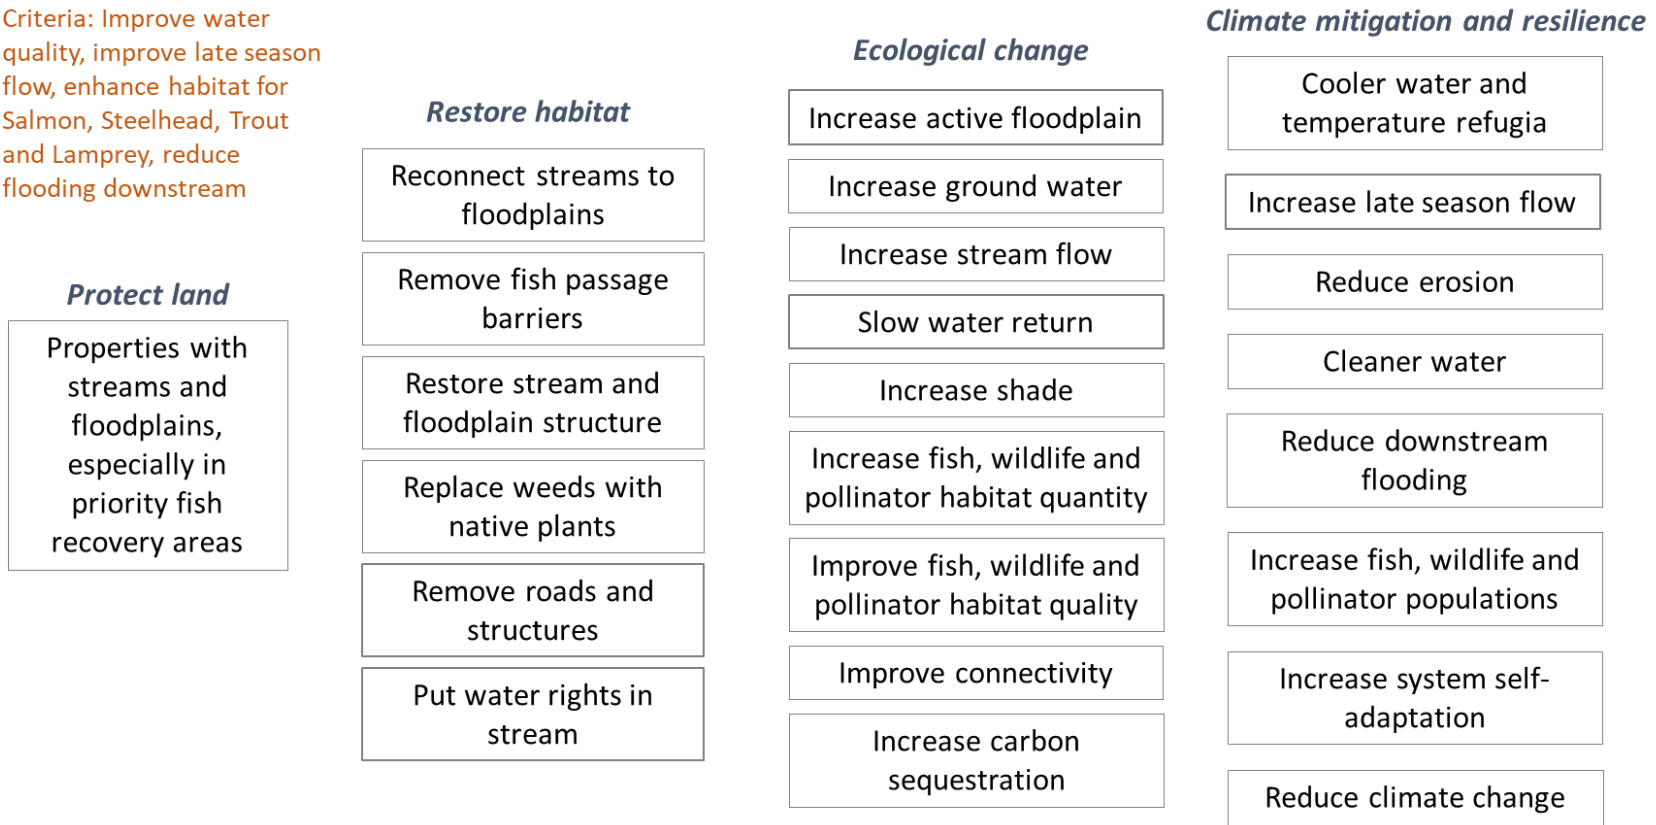 Criteria: Improve water
quality, improve late season
flow, enhance habitat for
Salmon, Steelhead, Trout
and Lamprey, reduce
flooding downstream
Protect land
Properties with
streams and
floodplains,
especially in
priority fish
recovery areas
Restore habitat
Reconnect streams to
floodplains
Remove fish passage
barriers
Restore stream and
floodplain structure
Replace weeds with
native plants
Remove roads and
structures
Put water rights in
stream
Ecological change
Increase active floodplain
Increase ground water
Increase stream flow
Slow water return
Increase shade
Increase fish, wildlife and
pollinator habitat quantity
Improve fish, wildlife and
pollinator habitat quality
Improve connectivity
Increase carbon
sequestration
Climate mitigation and resilience
Cooler water and
temperature refugia
Increase late season flow
Reduce erosion
Cleaner water
Reduce downstream
flooding
Increase fish, wildlife and
pollinator populations
Increase system self-
adaptation
Reduce climate change